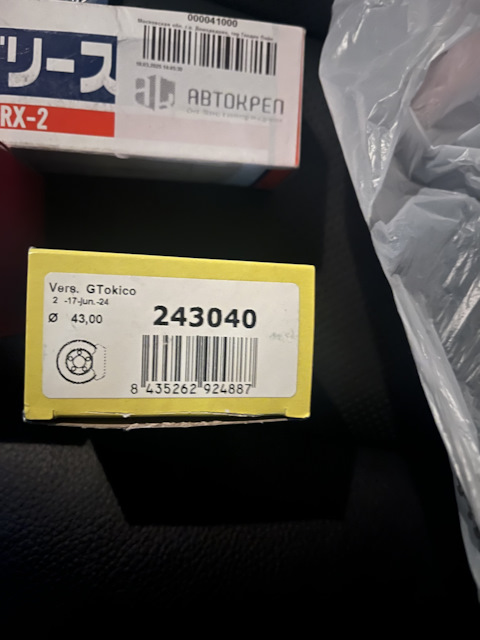 000041000
リース
АВТОКРЕП
RX-2
Vers. GTokico
2 -17-jun.-24
Ø 43,00
243040
8 435262 924887